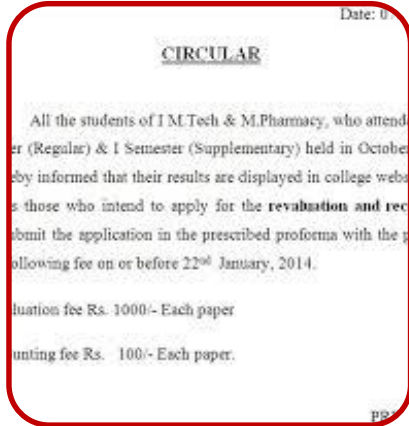 Date: 07
CIRCULAR
All the students of I M.Tech & M.Pharmacy, who attend
er (Regular) & I Semester (Supplementary) held in October
eby informed that their results are displayed in college webs
s those who intend to apply for the revaluation and rec
ubmit the application in the prescribed proforma with the p
ollowing fee on or before 22nd January, 2014.
luation fee Rs. 1000/- Each paper
unting fee Rs. 100/- Each paper.
PRI